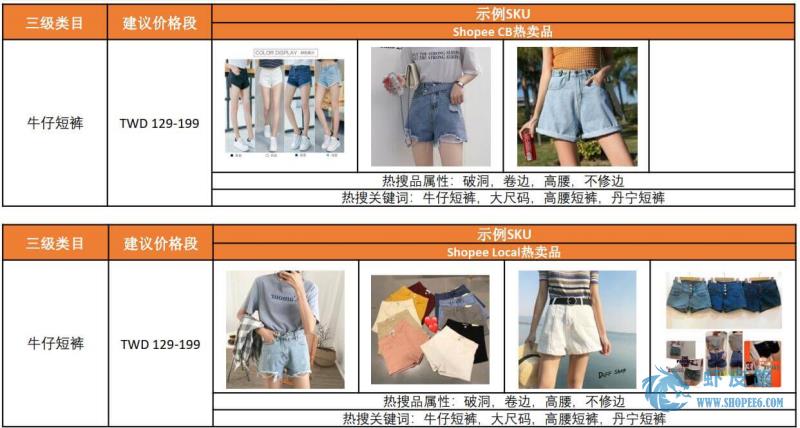 三级类目
建议价格段
示例SKU
Shopee CB热卖品
牛仔短裤
TWD 129-199
COLOR DISPLAY
热搜品属性：破洞，卷边，高腰，不修边
热搜关键词：牛仔短裤，大尺码，高腰短裤，丹宁短裤
三级类目
建议价格段
示例SKU
Shopee Local热卖品
牛仔短裤
TWD 129-199
Duff Shop
热搜品属性：破洞，卷边，高腰，不修边
热搜关键词：牛仔短裤，大尺码，高腰短裤，丹宁短裤
WWW.SHOPEE6.COM